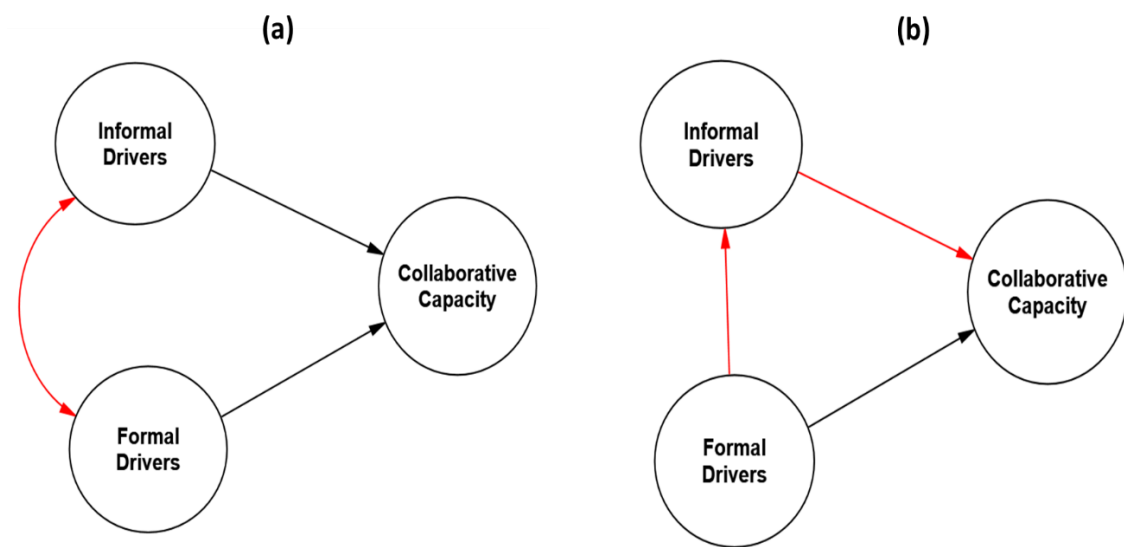 (a)
Informal
Drivers
Collaborative
Capacity
Formal
Drivers
(b)
Informal
Drivers
Collaborative
Capacity
Formal
Drivers